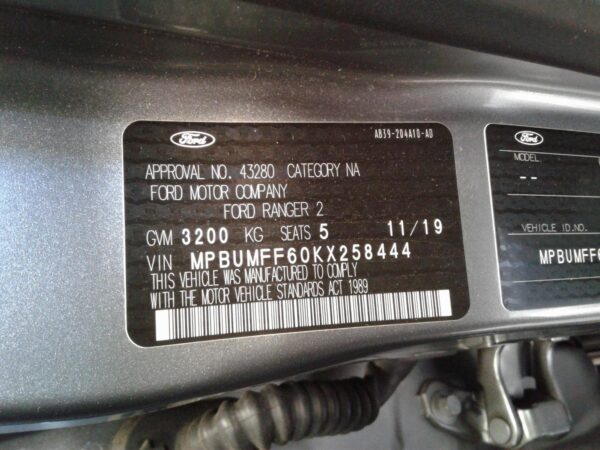 Ford
AB39-204A10-AD
APPROVAL NO. 43280 CATEGORY NA
FORD MOTOR COMPANY
FORD RANGER 2
GVM 3200 KG SEATS 5 11/19
VIN MPBUMFF60KX258444
THIS VEHICLE WAS MANUFACTURED TO COMPLY
WITH THE MOTOR VEHICLE STANDARDS ACT 1989
Ford
MODEL
--
VEHICLE ID.NO.
MPBUMFF6